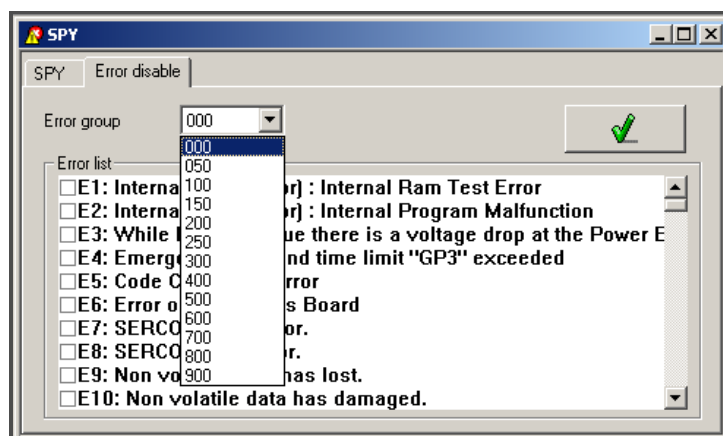 SPY
SPY Error disable
Error group 000
000
050
100
150
200
250
300
400
500
600
700
800
900
Error list
E1: Interna or) : Internal Ram Test Error
E2: Interna or) : Internal Program Malfunction
E3: While ue there is a voltage drop at the Power E
E4: Emerg nd time limit "GP3" exceeded
E5: Code C rror
E6: Error o s Board
E7: SERCO or.
E8: SERCO r.
E9: Non vo has lost.
E10: Non volatile data has damaged.